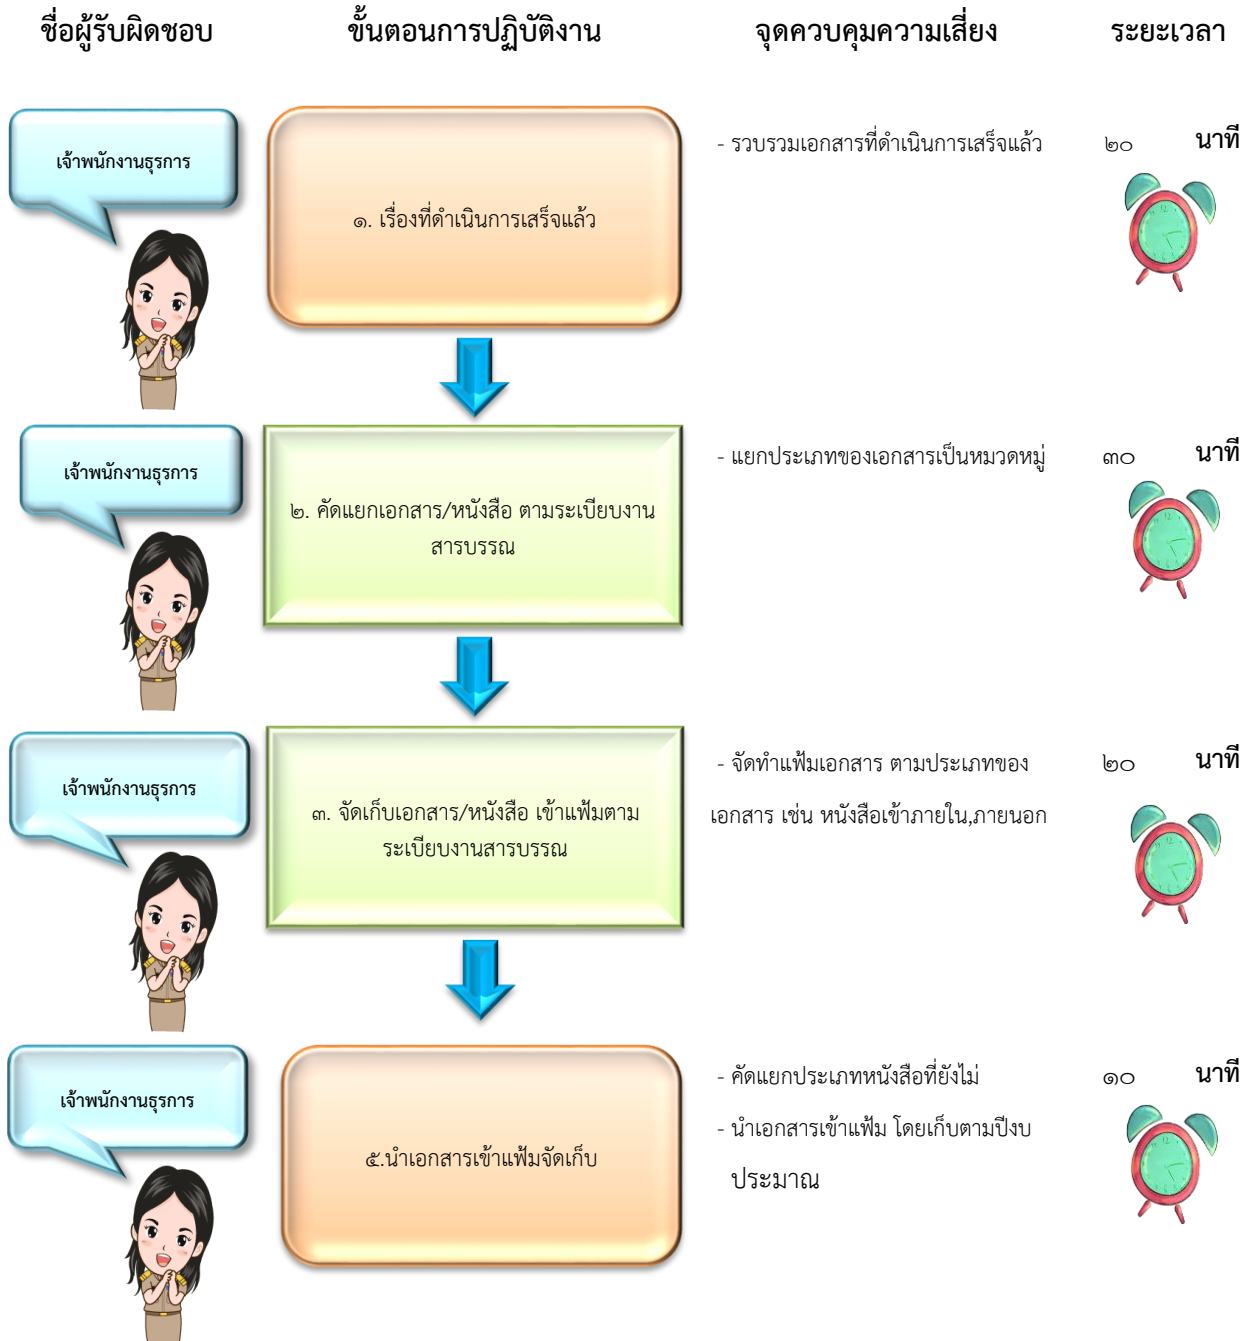 ชื่อผู้รับผิดชอบ ขั้นตอนการปฏิบัติงาน จุดควบคุมความเสี่ยง ระยะเวลา
เจ้าพนักงานธุรการ
๑. เรื่องที่ดำเนินการเสร็จแล้ว
- รวบรวมเอกสารที่ดำเนินการเสร็จแล้ว
๒๐ นาที
เจ้าพนักงานธุรการ
๒. คัดแยกเอกสาร/หนังสือ ตามระเบียบงาน
สารบรรณ
- แยกประเภทของเอกสารเป็นหมวดหมู่
๓๐ นาที
เจ้าพนักงานธุรการ
๓. จัดเก็บเอกสาร/หนังสือ เข้าแฟ้มตาม
ระเบียบงานสารบรรณ
- จัดทำแฟ้มเอกสาร ตามประเภทของ
เอกสาร เช่น หนังสือเข้าภายใน,ภายนอก
๒๐ นาที
เจ้าพนักงานธุรการ
๕.นำเอกสารเข้าแฟ้มจัดเก็บ
- คัดแยกประเภทหนังสือที่ยังไม่
- นำเอกสารเข้าแฟ้ม โดยเก็บตามปีงบ
ประมาณ
๑๐ นาที